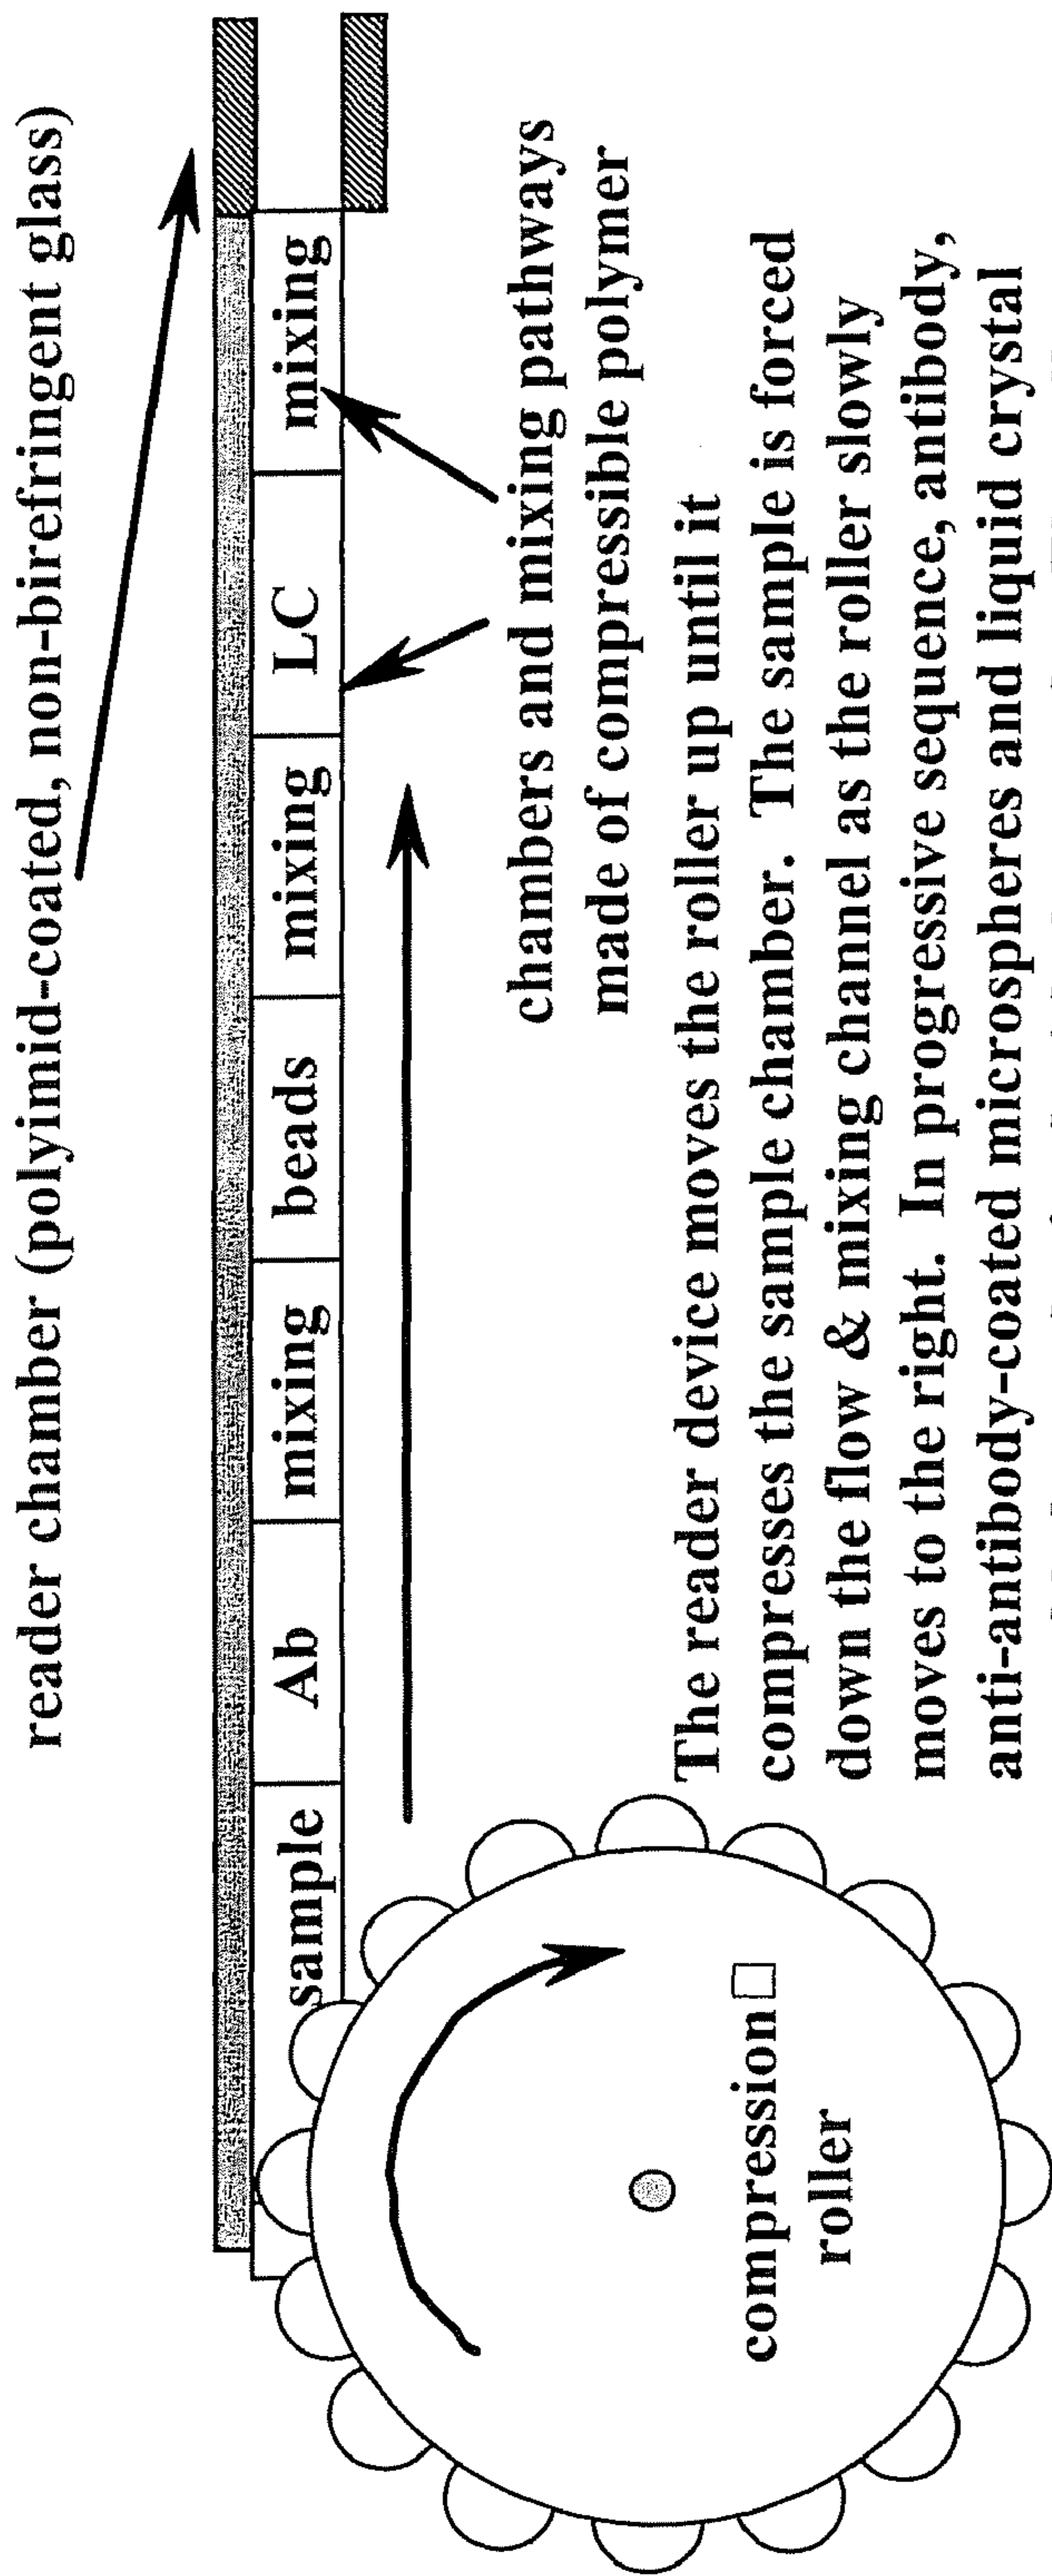 reader chamber (polyimid-coated, non-birefringent glass)
sample
Ab
mixing
beads
mixing
LC
mixing
chambers and mixing pathways
made of compressible polymer
compression
roller
The reader device moves the roller up until it
compresses the sample chamber. The sample is forced
down the flow & mixing channel as the roller slowly
moves to the right. In progressive sequence, antibody,
anti-antibody-coated microspheres and liquid crystal